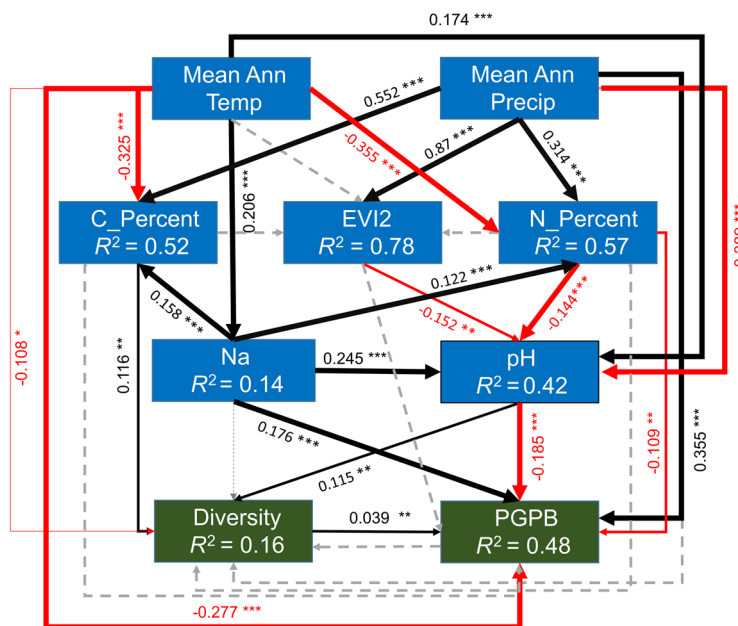 0.174 ***
Mean Ann
Temp
Mean Ann
Precip
0.552 ***
-0.325 ***
-0.355 ***
0.87 ***
0.314 ***
0.206 ***
C_Percent
R² = 0.52
EVI2
R² = 0.78
N_Percent
R² = 0.57
0.158 ***
0.122 ***
-0.152 **
-0.144***
-0.108 *
0.116 **
Na
R² = 0.14
0.245 ***
pH
R² = 0.42
0.176 ***
0.115 **
-0.185 ***
-0.109 **
0.355 ***
Diversity
R² = 0.16
0.039 **
PGPB
R² = 0.48
-0.277 ***